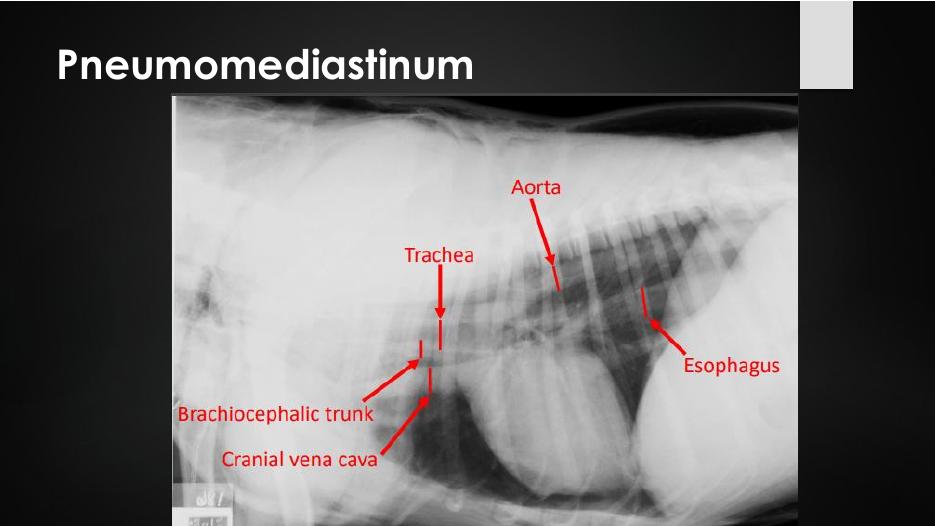 Pneumomediastinum
Aorta
Trachea
Esophagus
Brachiocephalic trunk
Cranial vena cava